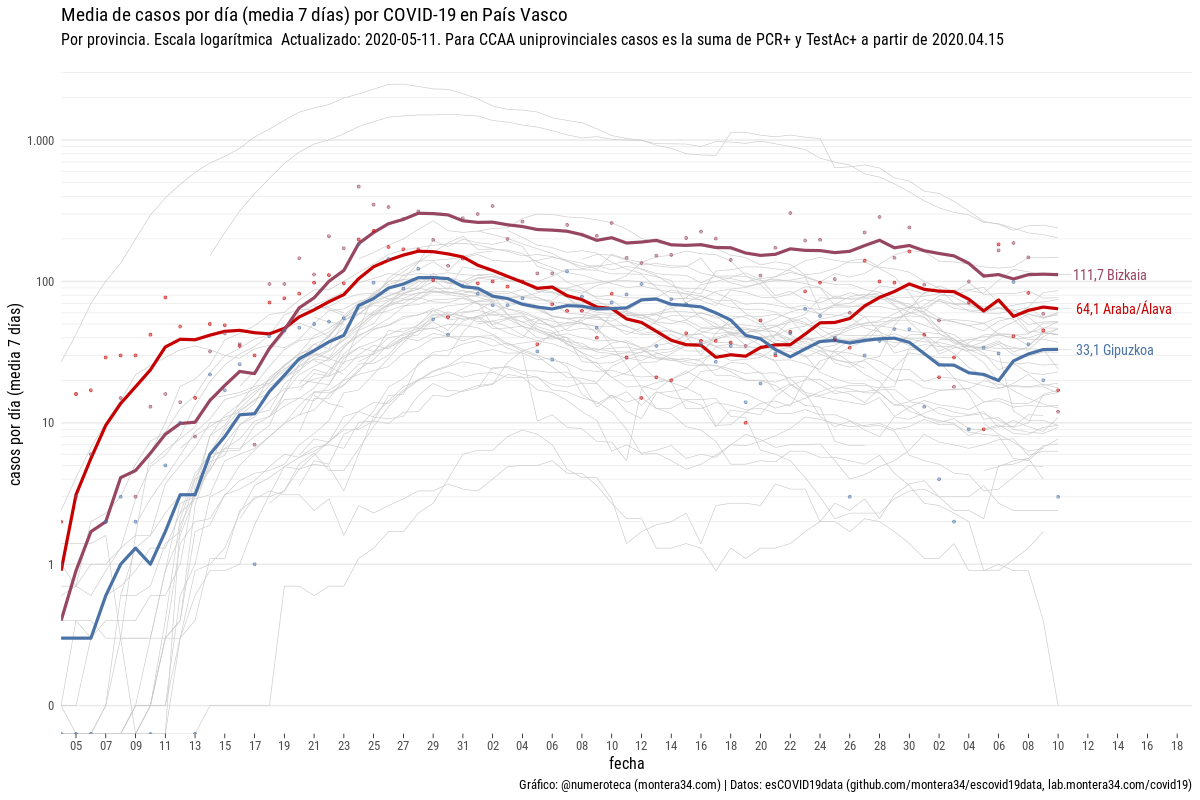 Media de casos por día (media 7 días) por COVID-19 en País Vasco
Por provincia. Escala logarítmica  Actualizado: 2020-05-11. Para CCAA uniprovinciales casos es la suma de PCR+ y TestAc+ a partir de 2020.04.15
casos por día (media 7 días)
1.000
100
10
1
0
111,7 Bizkaia
64,1 Araba/Álava
33,1 Gipuzkoa
05 07 09 11 13 15 17 19 21 23 25 27 29 31 02 04 06 08 10 12 14 16 18 20 22 24 26 28 30 02 04 06 08 10 12 14 16 18
fecha
Gráfico: @numeroteca (montera34.com) | Datos: esCOVID19data (github.com/montera34/escovid19data, lab.montera34.com/covid19)